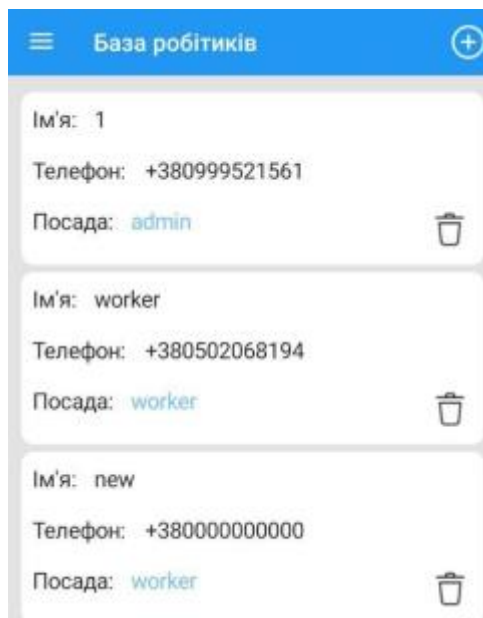 База робітиків
Ім'я: 1
Телефон: +380999521561
Посада: admin
Ім'я: worker
Телефон: +380502068194
Посада: worker
Ім'я: new
Телефон: +380000000000
Посада: worker